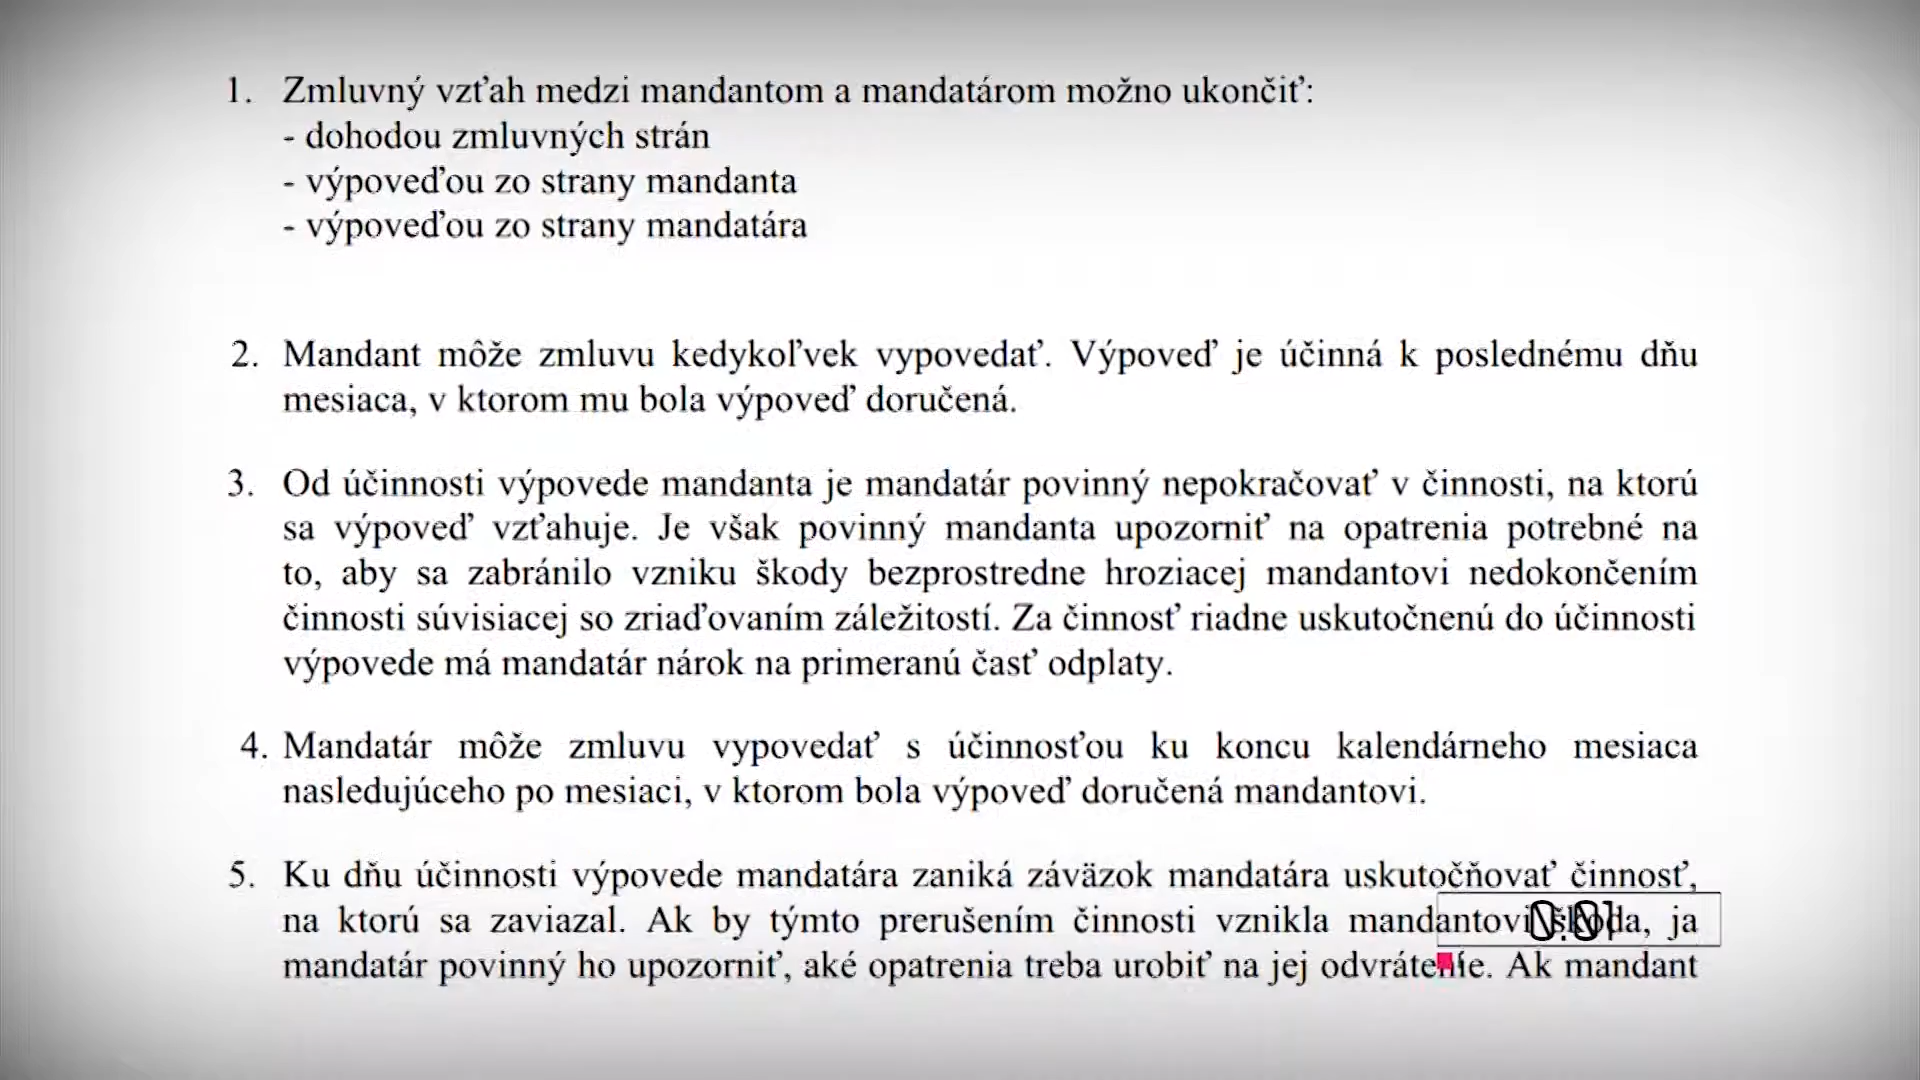 1. Zmluvný vzťah medzi mandantom a mandatárom možno ukončiť:
- dohodou zmluvných strán
- výpoveďou zo strany mandanta
- výpoveďou zo strany mandatára
2. Mandant môže zmluvu kedykoľvek vypovedať. Výpoveď je účinná k poslednému dňu
mesiaca, v ktorom mu bola výpoveď doručená.
3. Od účinnosti výpovede mandanta je mandatár povinný nepokračovať v činnosti, na ktorú
sa výpoveď vzťahuje. Je však povinný mandanta upozorniť na opatrenia potrebné na
to, aby sa zabránilo vzniku škody bezprostredne hroziacej mandantovi nedokončením
činnosti súvisiacej so zriaďovaním záležitostí. Za činnosť riadne uskutočnenú do účinnosti
výpovede má mandatár nárok na primeranú časť odplaty.
4. Mandatár môže zmluvu vypovedať s účinnosťou ku koncu kalendárneho mesiaca
nasledujúceho po mesiaci, v ktorom bola výpoveď doručená mandantovi.
5. Ku dňu účinnosti výpovede mandatára zaniká záväzok mandatára uskutočňovať činnosť,
na ktorú sa zaviazal. Ak by týmto prerušením činnosti vznikla mandantovi škoda, ja
mandatár povinný ho upozorniť, aké opatrenia treba urobiť na jej odvrátenie. Ak mandant
0.01